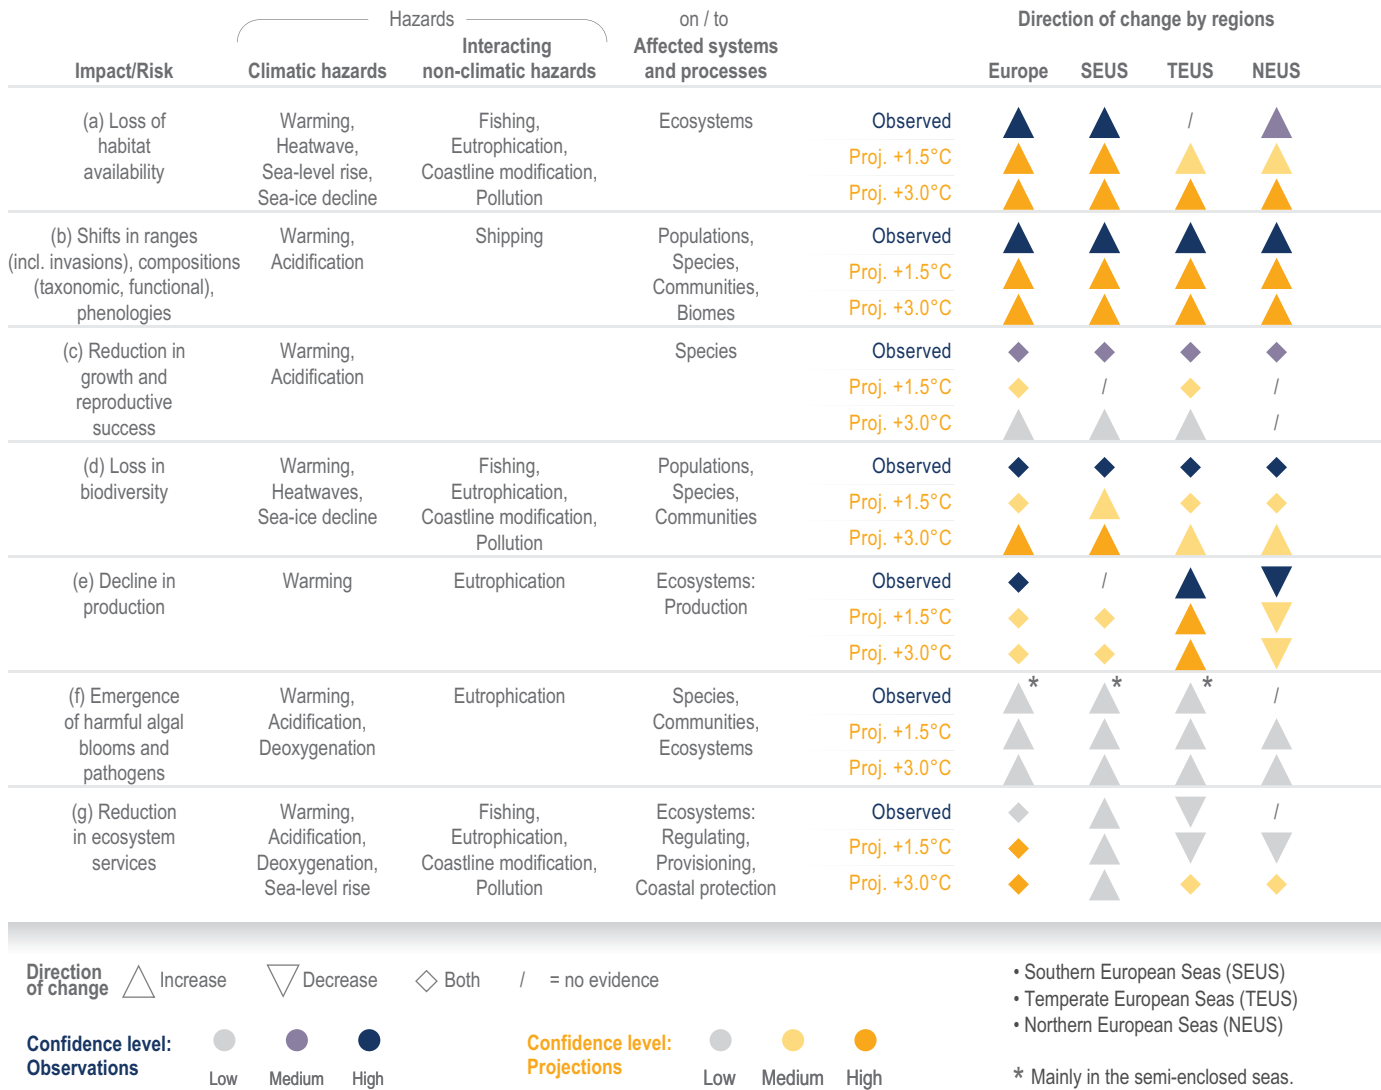 Hazards
on / to
Direction of change by regions
Impact/Risk
Climatic hazards
Interacting
non-climatic hazards
Affected systems
and processes
Europe SEUS TEUS NEUS
(a) Loss of
habitat
availability
Warming,
Heatwave,
Sea-level rise,
Sea-ice decline
Fishing,
Eutrophication,
Coastline modification,
Pollution
Ecosystems
Observed /
Proj. +1.5°C
Proj. +3.0°C
(b) Shifts in ranges
(incl. invasions), compositions
(taxonomic, functional),
phenologies
Warming,
Acidification
Shipping
Populations,
Species,
Communities,
Biomes
Observed
Proj. +1.5°C
Proj. +3.0°C
(c) Reduction in
growth and
reproductive
success
Warming,
Acidification
Species
Observed
Proj. +1.5°C / /
Proj. +3.0°C /
(d) Loss in
biodiversity
Warming,
Heatwaves,
Sea-ice decline
Fishing,
Eutrophication,
Coastline modification,
Pollution
Populations,
Species,
Communities
Observed
Proj. +1.5°C
Proj. +3.0°C
(e) Decline in
production
Warming
Eutrophication
Ecosystems:
Production
Observed /
Proj. +1.5°C
Proj. +3.0°C
(f) Emergence
of harmful algal
blooms and
pathogens
Warming,
Acidification,
Deoxygenation
Eutrophication
Species,
Communities,
Ecosystems
Observed * * * /
Proj. +1.5°C
Proj. +3.0°C
(g) Reduction
in ecosystem
services
Warming,
Acidification,
Deoxygenation,
Sea-level rise
Fishing,
Eutrophication,
Coastline modification,
Pollution
Ecosystems:
Regulating,
Provisioning,
Coastal protection
Observed /
Proj. +1.5°C
Proj. +3.0°C
Direction
of change
Increase Decrease Both / = no evidence
Confidence level:
Observations
Low Medium High
Confidence level:
Projections
Low Medium High
• Southern European Seas (SEUS)
• Temperate European Seas (TEUS)
• Northern European Seas (NEUS)
* Mainly in the semi-enclosed seas.